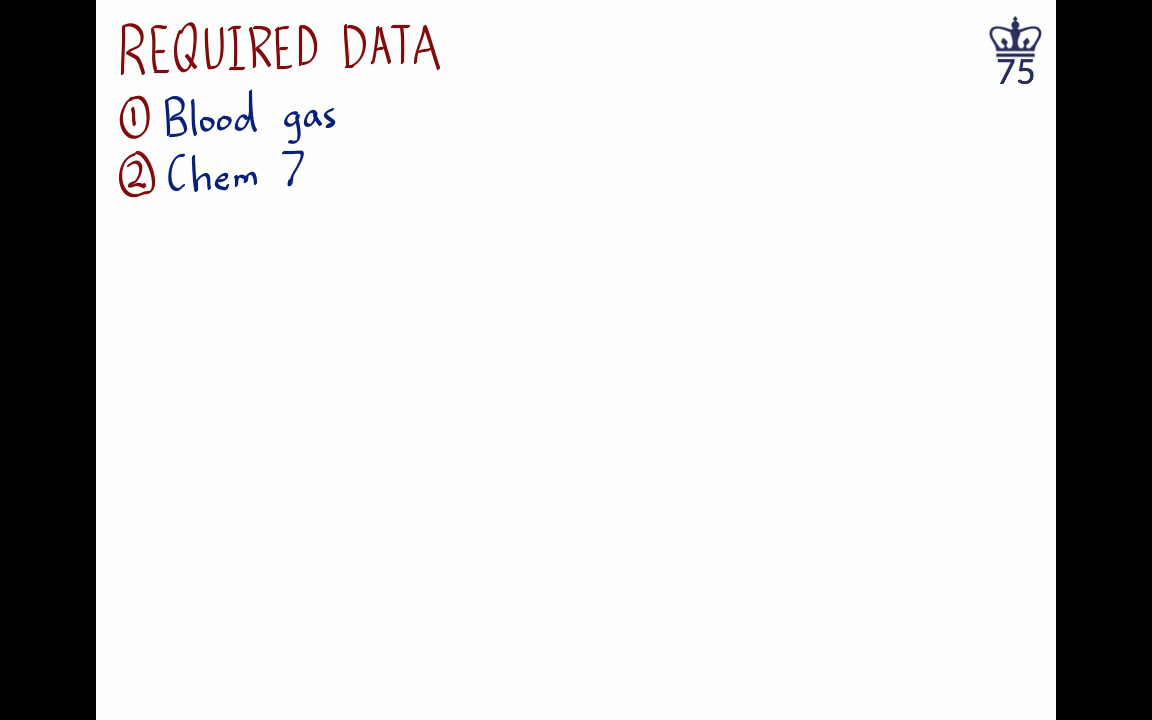 REQUIRED DATA
75
① Blood gas
② Chem 7